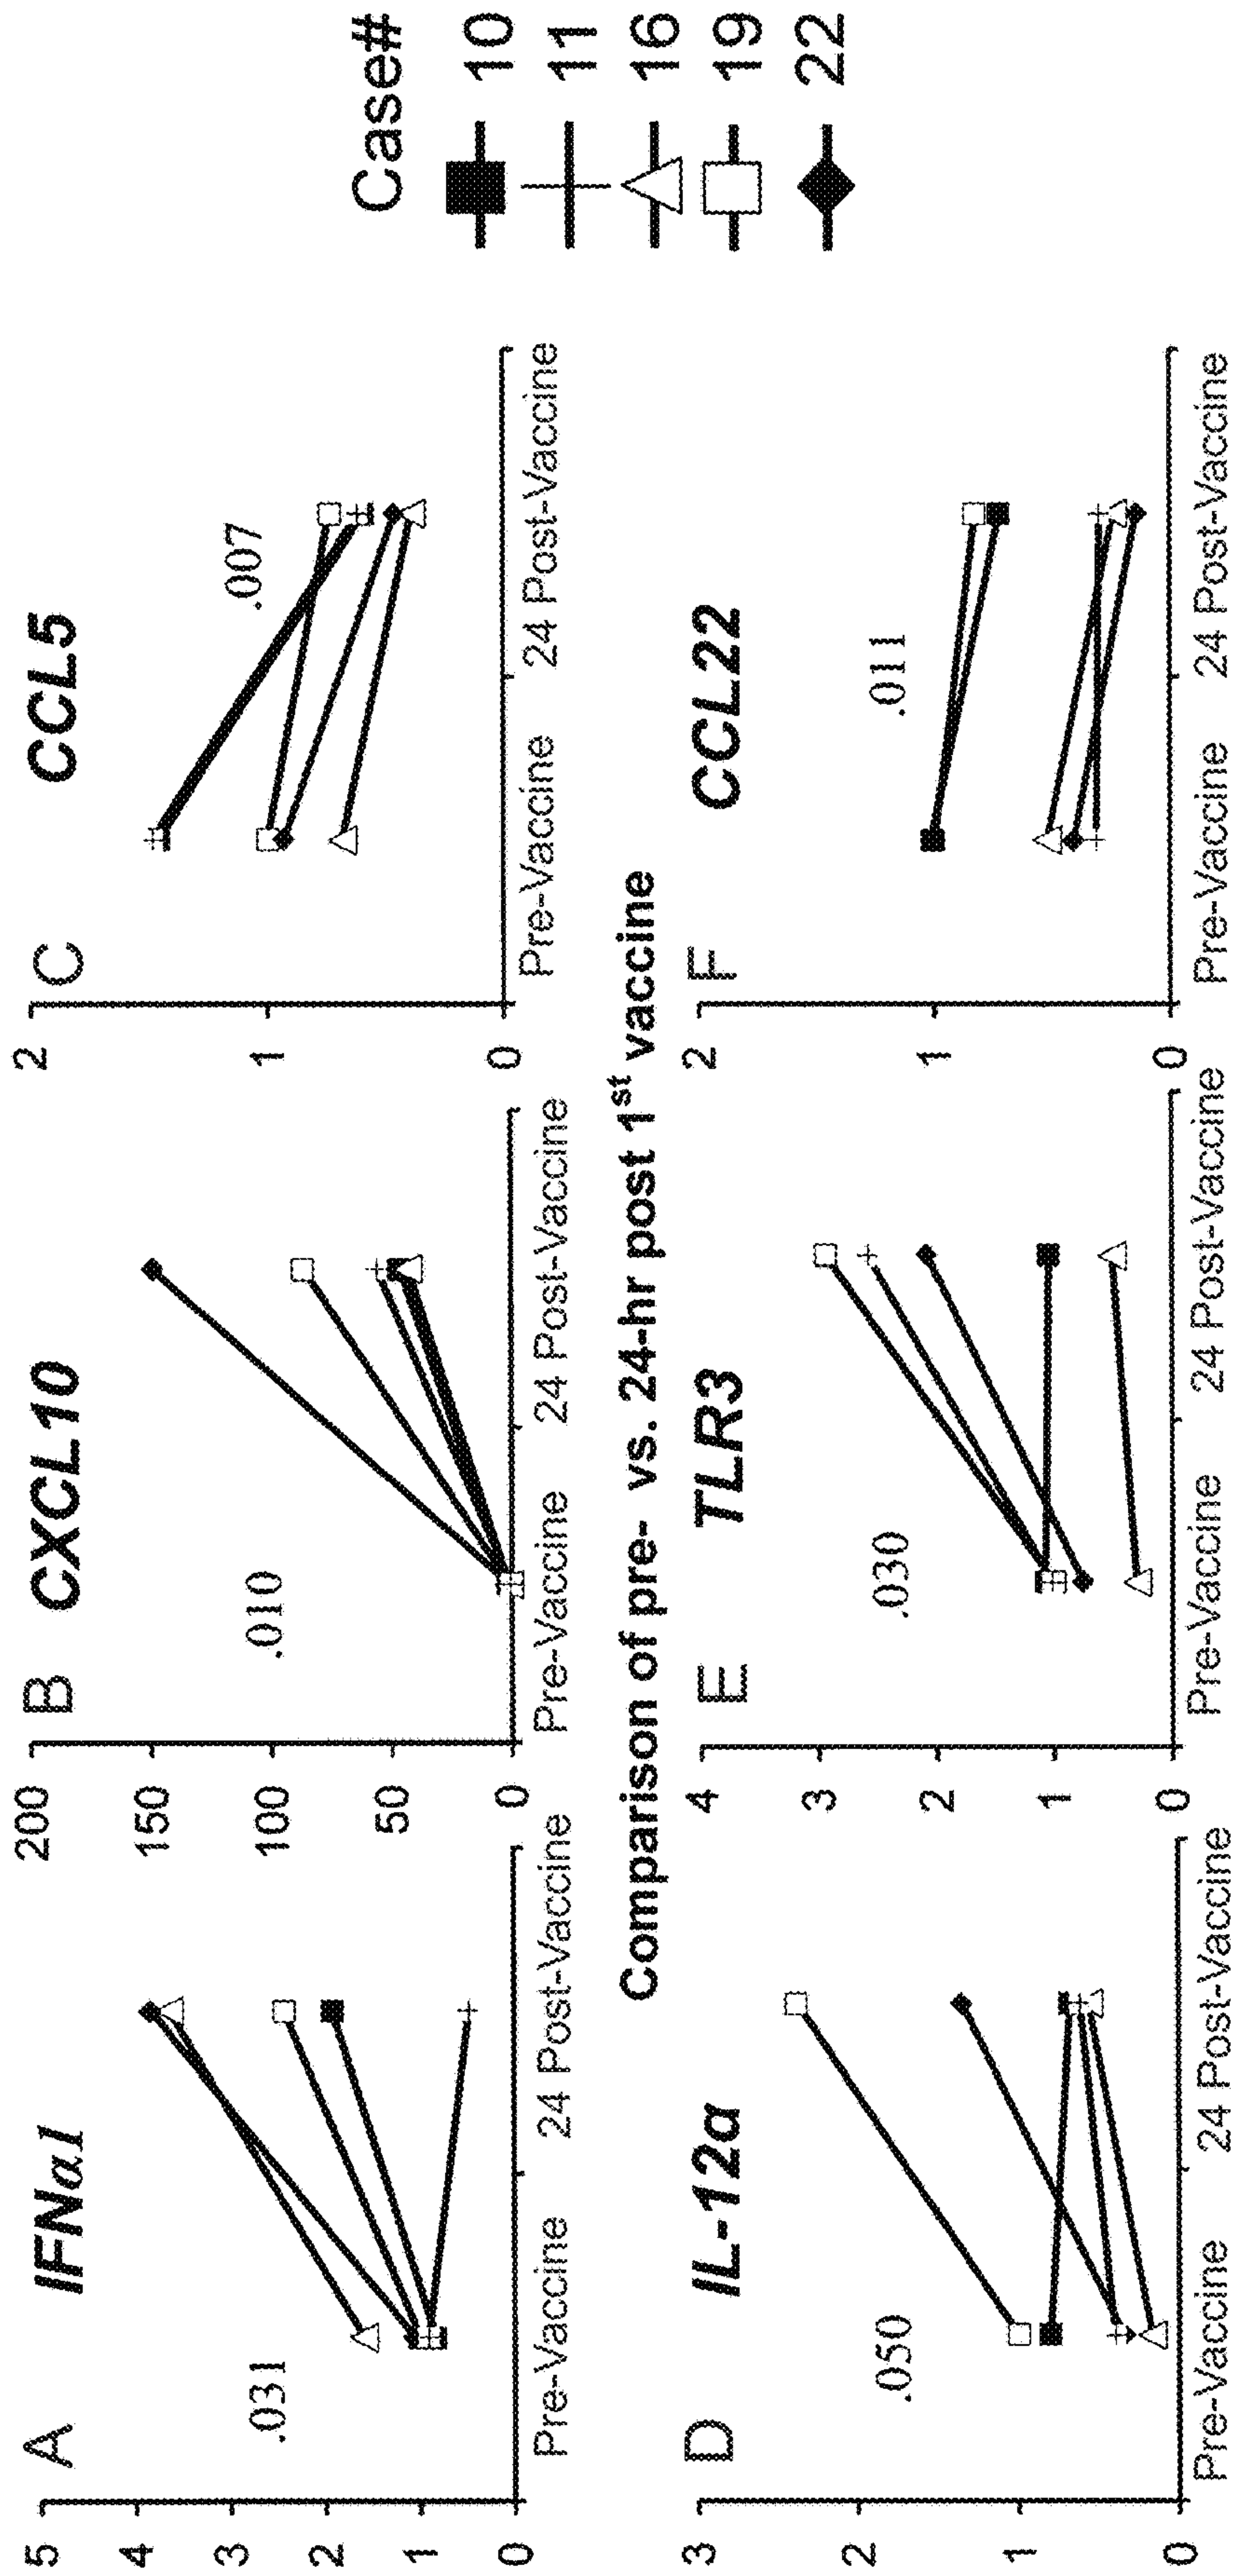 A
IFNα1
5
4
3
2
1
0
.031
Pre-Vaccine
24 Post-Vaccine
B
CXCL10
200
150
100
50
0
.010
Pre-Vaccine
24 Post-Vaccine
C
CCL5
2
1
0
.007
Pre-Vaccine
24 Post-Vaccine
Case#
10
11
16
19
22
Comparison of pre- vs. 24-hr post 1st vaccine
D
IL-12α
3
2
1
0
.050
Pre-Vaccine
24 Post-Vaccine
E
TLR3
4
3
2
1
0
.030
Pre-Vaccine
24 Post-Vaccine
F
CCL22
2
1
0
.011
Pre-Vaccine
24 Post-Vaccine